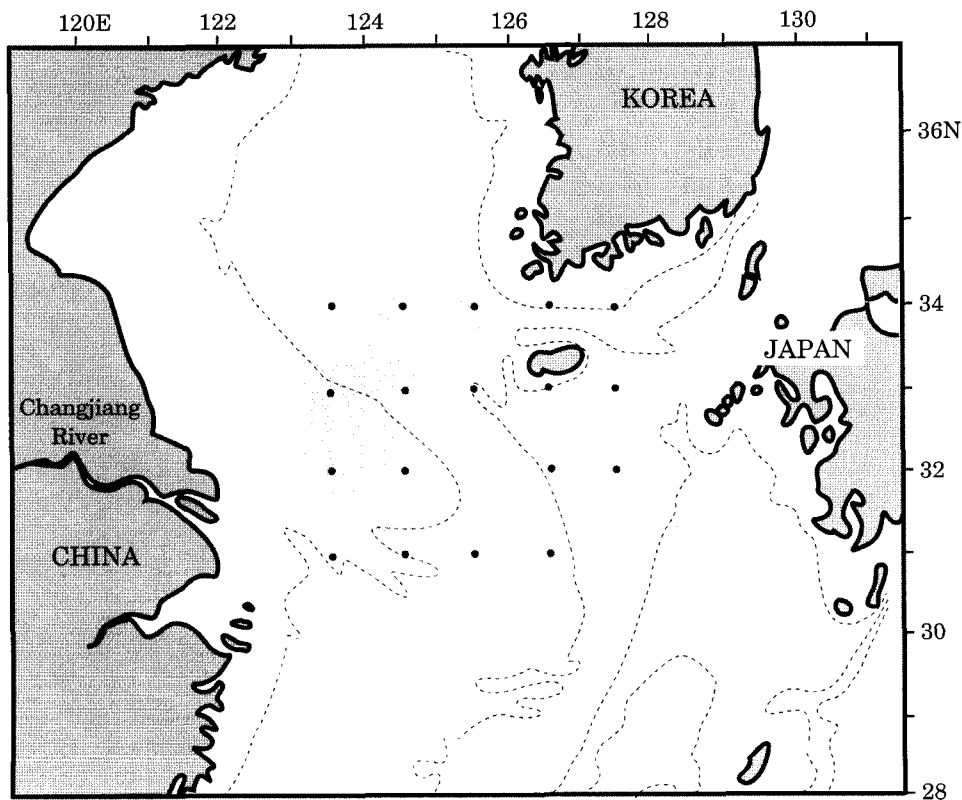 120E 122 124 126 128 130
KOREA
36N
34
JAPAN
Changjiang
River
32
CHINA
30
28